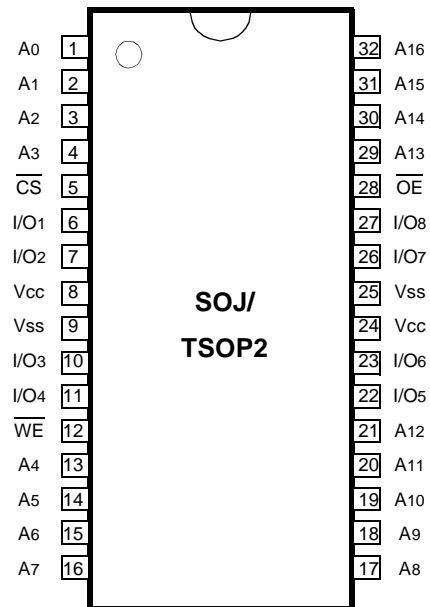 A0 1 32 A16
A1 2 31 A15
A2 3 30 A14
A3 4 29 A13
C̅S̅ 5 28 O̅E̅
I/O1 6 27 I/O8
I/O2 7 26 I/O7
Vcc 8 25 Vss
SOJ/
Vss 9 24 Vcc
TSOP2
I/O3 10 23 I/O6
I/O4 11 22 I/O5
W̅E̅ 12 21 A12
A4 13 20 A11
A5 14 19 A10
A6 15 18 A9
A7 16 17 A8